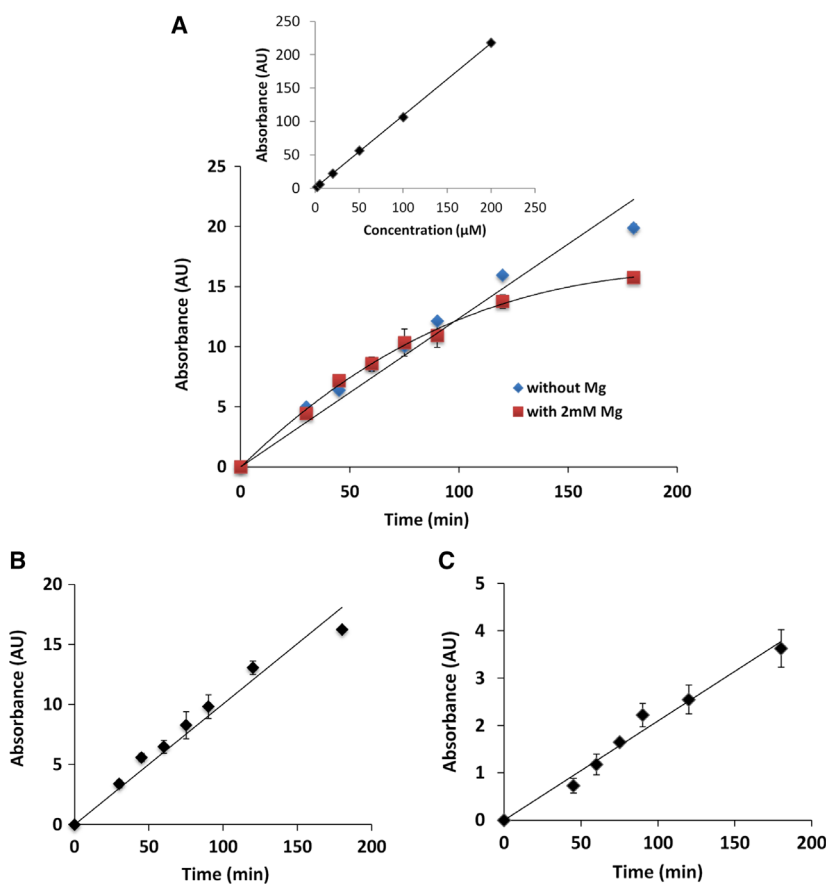 A
250
200
150
100
50
0
Absorbance (AU)
0 50 100 150 200 250
Concentration (µM)
25
20
15
10
5
0
Absorbance (AU)
without Mg
with 2mM Mg
0 50 100 150 200
Time (min)
B
20
15
10
5
0
Absorbance (AU)
0 50 100 150 200
Time (min)
C
5
4
3
2
1
0
Absorbance (AU)
0 50 100 150 200
Time (min)